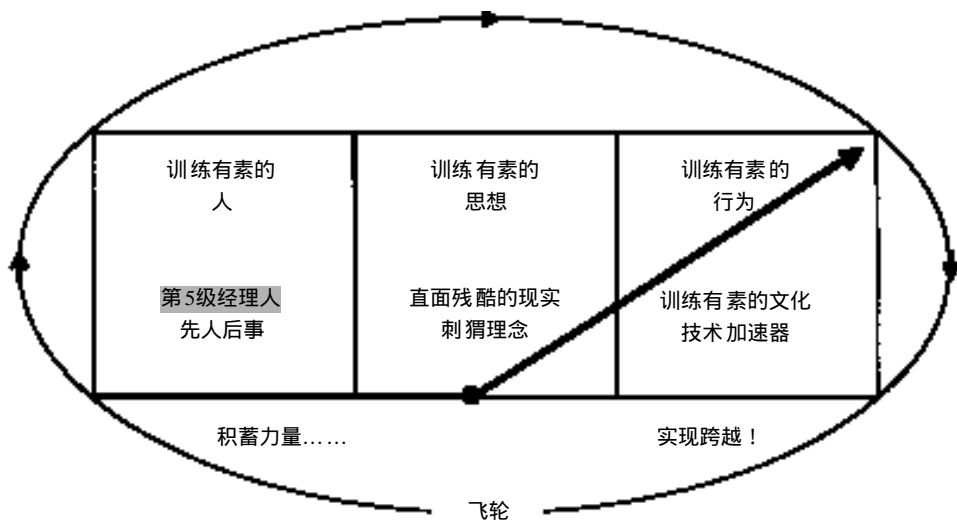 训练有素的
人
第5级经理人
先人后事
训练有素的
思想
直面残酷的现实
刺猬理念
训练有素的
行为
训练有素的文化
技术加速器
积蓄力量……
实现跨越！
飞轮